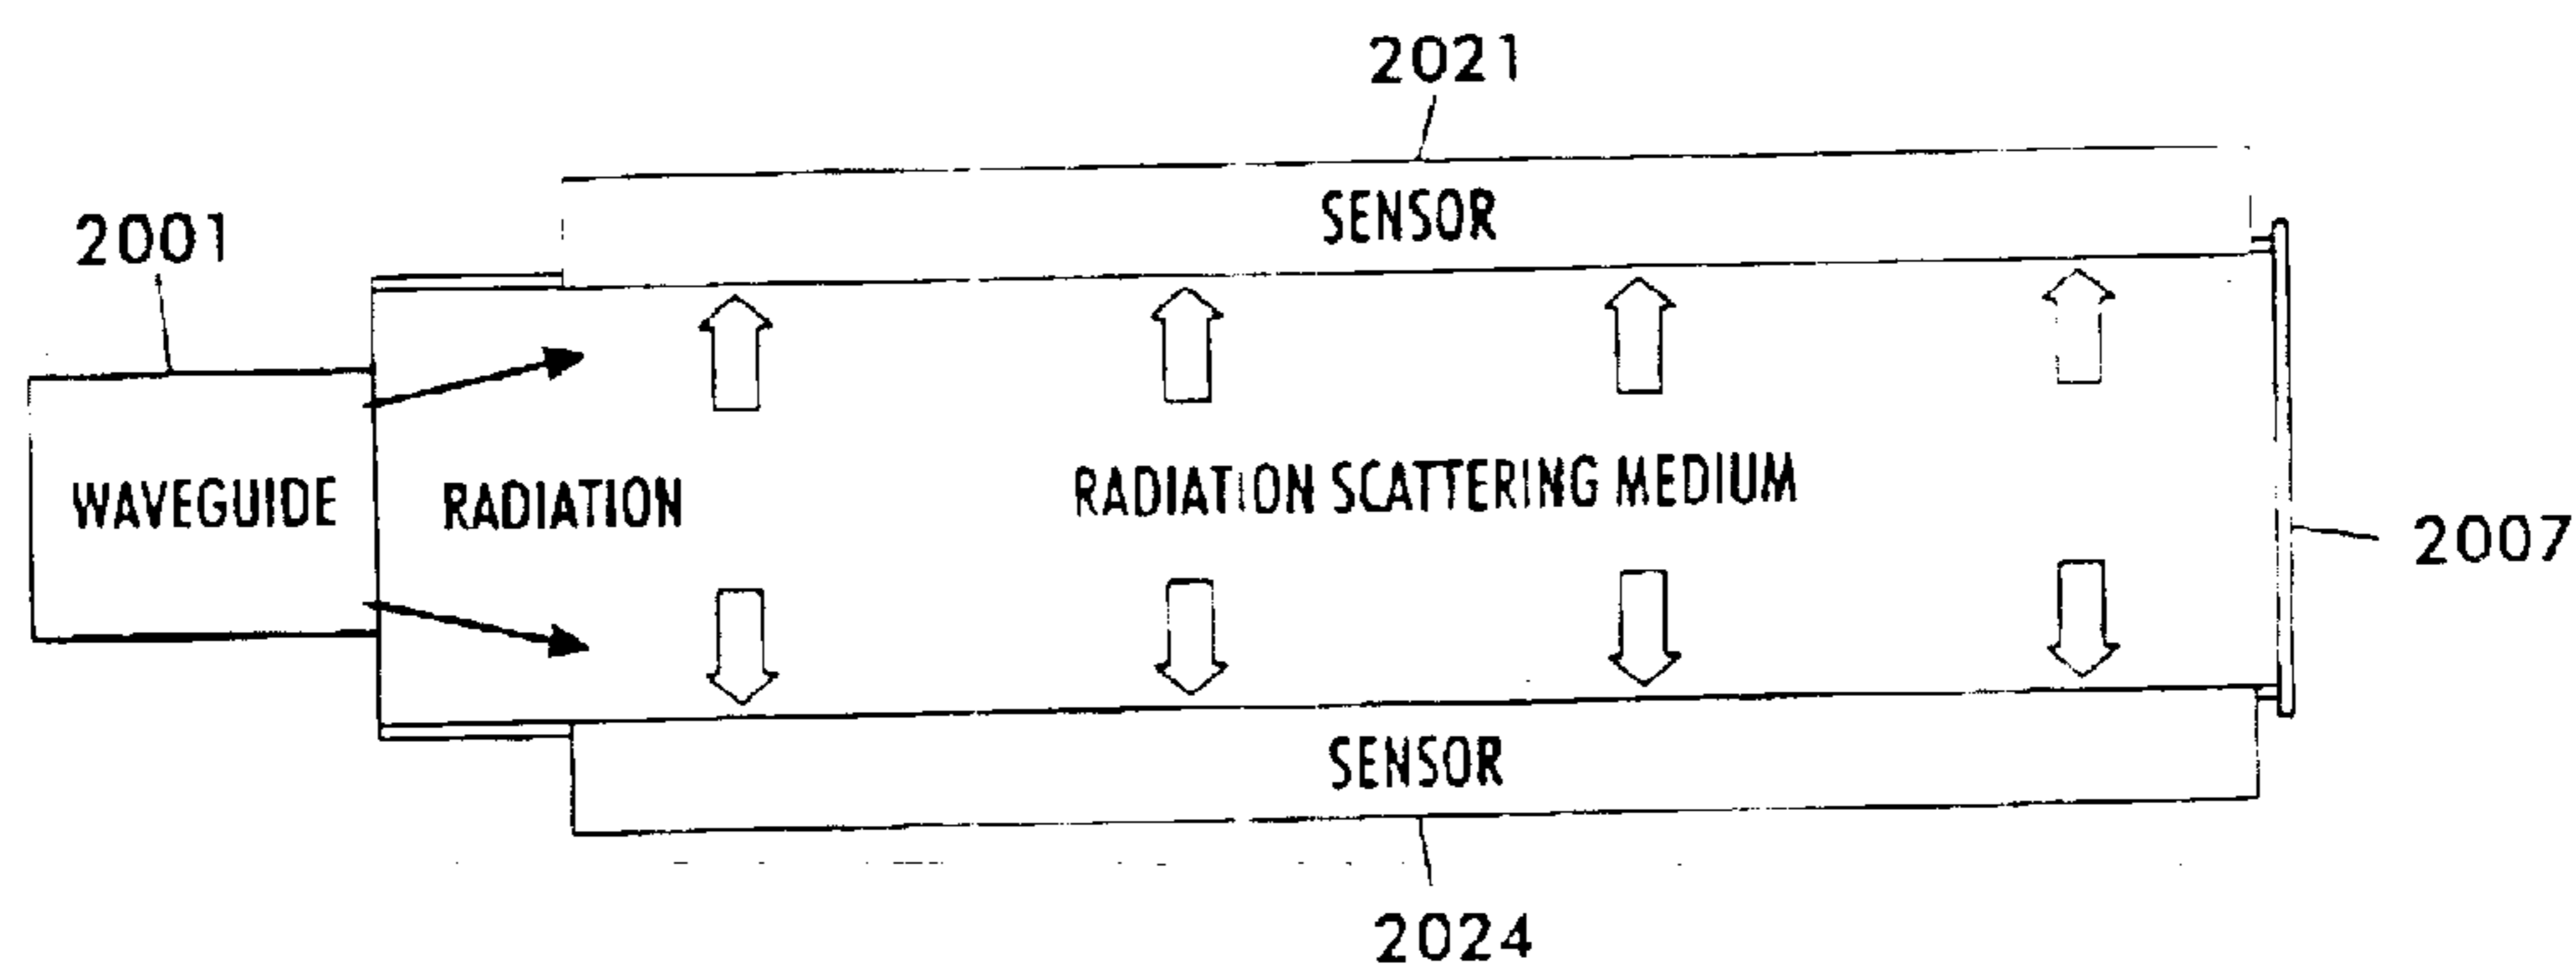 2021
SENSOR
2001
WAVEGUIDE
RADIATION
RADIATION SCATTERING MEDIUM
2007
SENSOR
2024